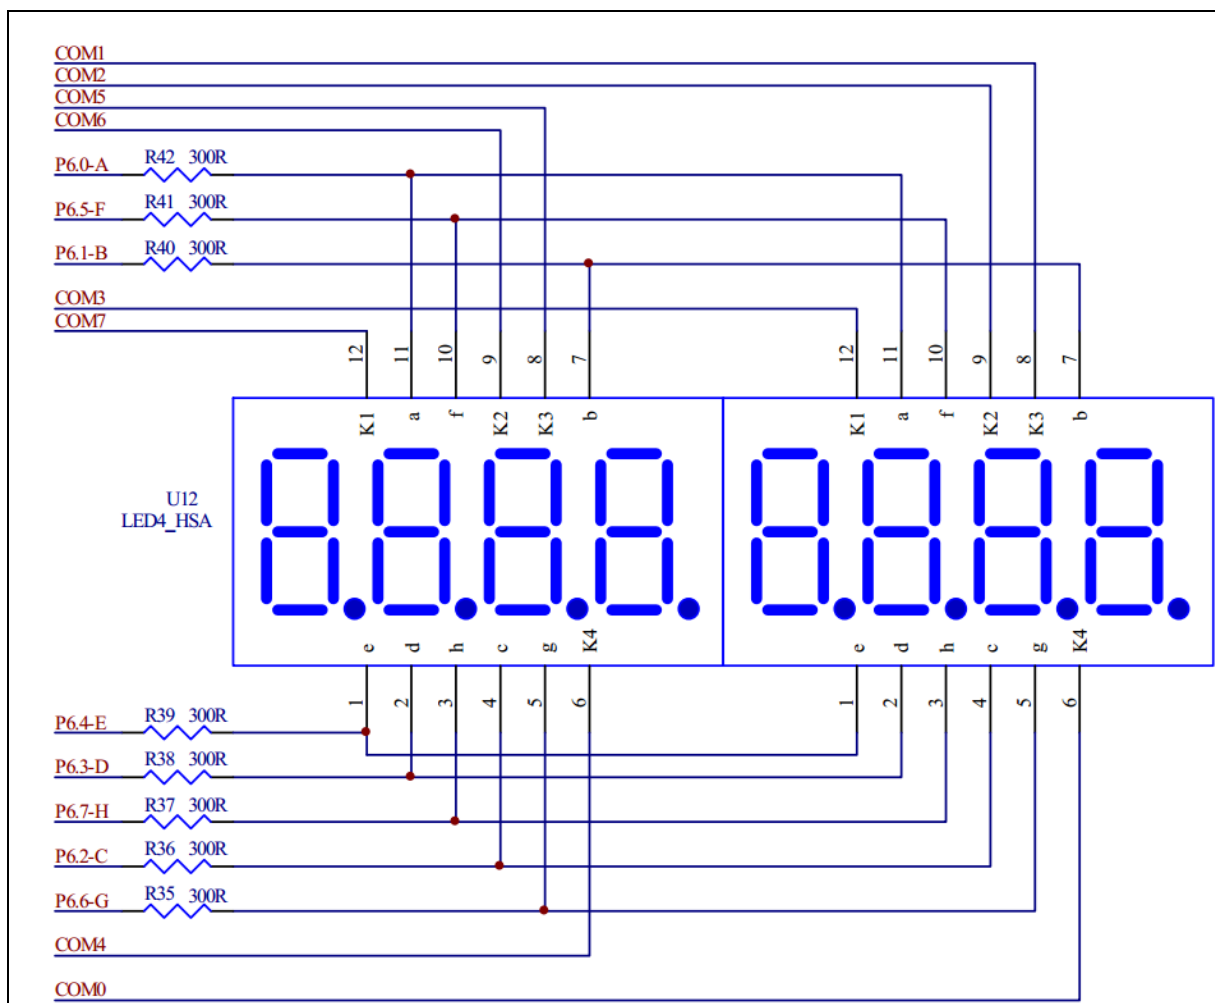 COM1
COM2
COM5
COM6
P6.0-A R42 300R
P6.5-F R41 300R
P6.1-B R40 300R
COM3
COM7
12 11 10 9 8 7 12 11 10 9 8 7
K1 a f K2 K3 b K1 a f K2 K3 b
U12
LED4_HSA
e d h c g K4 e d h c g K4
1 2 3 4 5 6 1 2 3 4 5 6
P6.4-E R39 300R
P6.3-D R38 300R
P6.7-H R37 300R
P6.2-C R36 300R
P6.6-G R35 300R
COM4
COM0